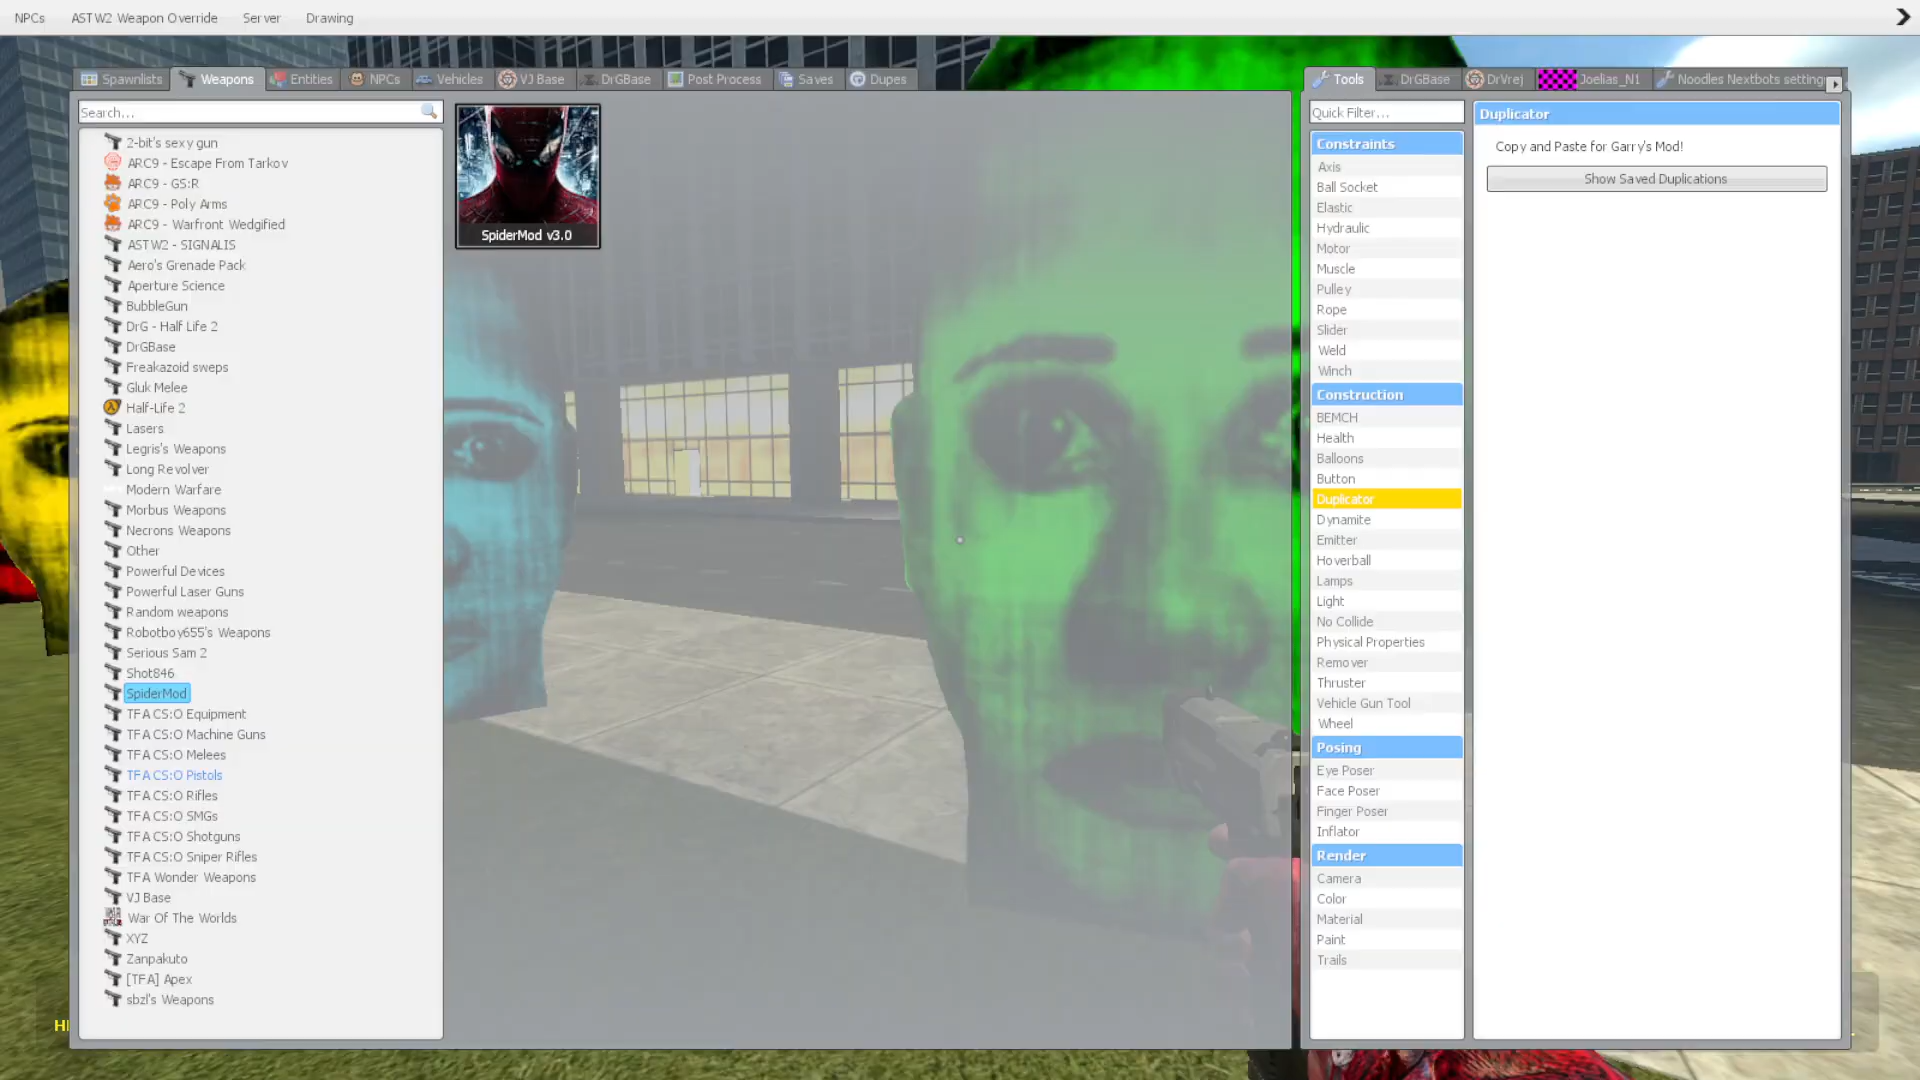 NPCs ASTW2 Weapon Override Server Drawing
Spawnlists Weapons Entities NPCs Vehicles VJ Base DrGBase Post Process Saves Dupes
Search...
2-bit's sexy gun
ARC9 - Escape From Tarkov
ARC9 - GS:R
ARC9 - Poly Arms
ARC9 - Warfront Wedgified
ASTW2 - SIGNALIS
Aero's Grenade Pack
Aperture Science
BubbleGun
DrG - Half Life 2
DrGBase
Freakazoid sweps
Gluk Melee
Half-Life 2
Lasers
Legris's Weapons
Long Revolver
Modern Warfare
Morbus Weapons
Necrons Weapons
Other
Powerful Devices
Powerful Laser Guns
Random weapons
Robotboy655's Weapons
Serious Sam 2
Shot846
SpiderMod
TFA CS:O Equipment
TFA CS:O Machine Guns
TFA CS:O Melees
TFA CS:O Pistols
TFA CS:O Rifles
TFA CS:O SMGs
TFA CS:O Shotguns
TFA CS:O Sniper Rifles
TFA Wonder Weapons
VJ Base
War Of The Worlds
XYZ
Zanpakuto
[TFA] Apex
sbzl's Weapons
SpiderMod v3.0
Tools DrGBase DrVrej Joelias_N1 Noodles Nextbots setting
Quick Filter...
Constraints
Axis
Ball Socket
Elastic
Hydraulic
Motor
Muscle
Pulley
Rope
Slider
Weld
Winch
Construction
BEMCH
Health
Balloons
Button
Duplicator
Dynamite
Emitter
Hoverball
Lamps
Light
No Collide
Physical Properties
Remover
Thruster
Vehicle Gun Tool
Wheel
Posing
Eye Poser
Face Poser
Finger Poser
Inflator
Render
Camera
Color
Material
Paint
Trails
Duplicator
Copy and Paste for Garry's Mod!
Show Saved Duplications